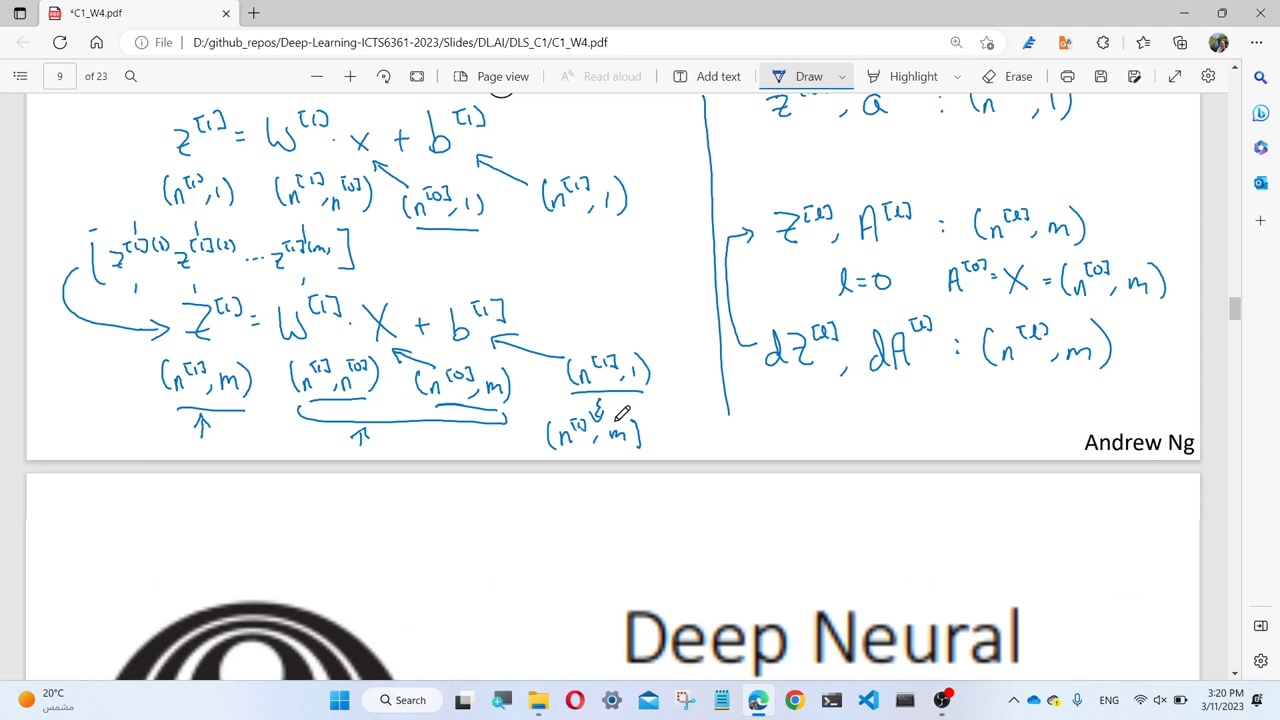 *C1_W4.pdf
File D:/github_repos/Deep-Learning-ICTS6361-2023/Slides/DL.AI/DLS_C1/C1_W4.pdf
9 of 23 Page view Read aloud Add text Draw Highlight Erase
z^[1] = W^[1] · x + b^[1]
(n^[1], 1) (n^[1], n^[0]) (n^[0], 1) (n^[1], 1)
[z^[1](1) z^[1](2) ... z^[1](m)]
Z^[1] = W^[1] · X + b^[1]
(n^[1], m) (n^[1], n^[0]) (n^[0], m) (n^[1], 1)
(n^[1], m)
Z^[l], A^[l] : (n^[l], m)
l=0 A^[0] = X = (n^[0], m)
dZ^[l], dA^[l] : (n^[l], m)
Andrew Ng
Deep Neural
20°C
مشمس
Search
ENG
3:20 PM
3/11/2023